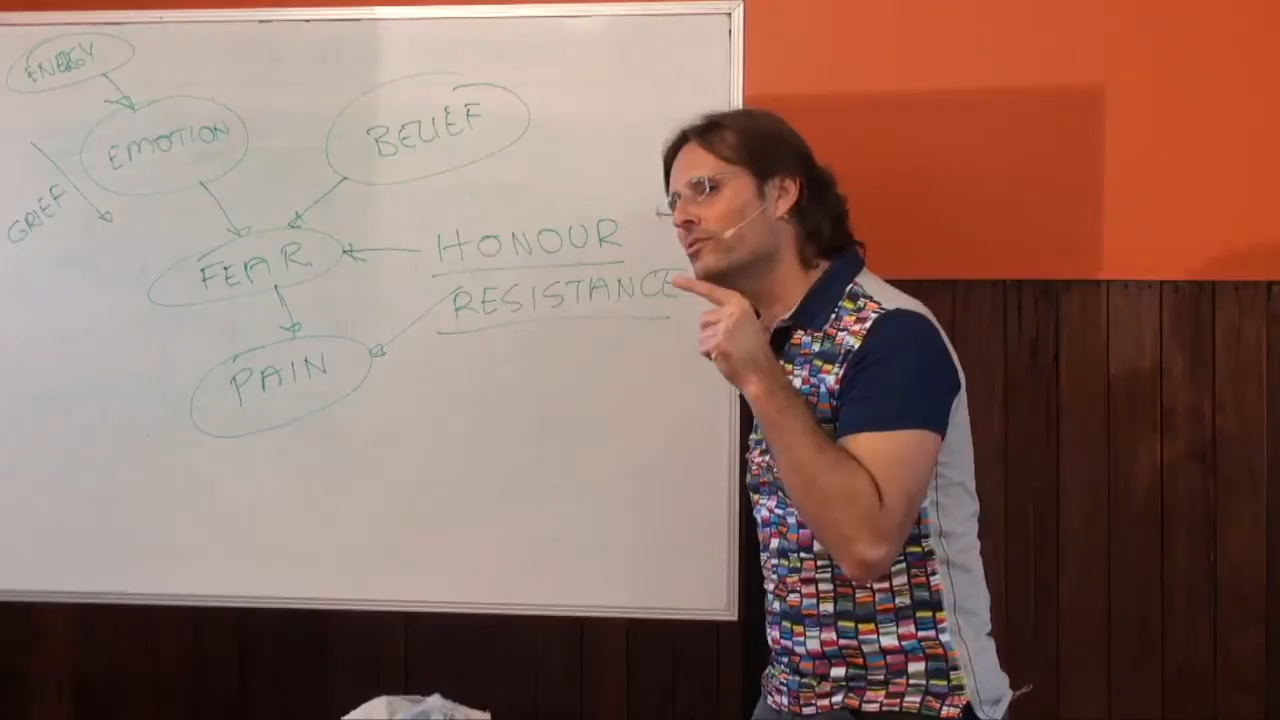 ENERGY
EMOTION
BELIEF
GRIEF
FEAR
HONOUR
RESISTANCE
PAIN